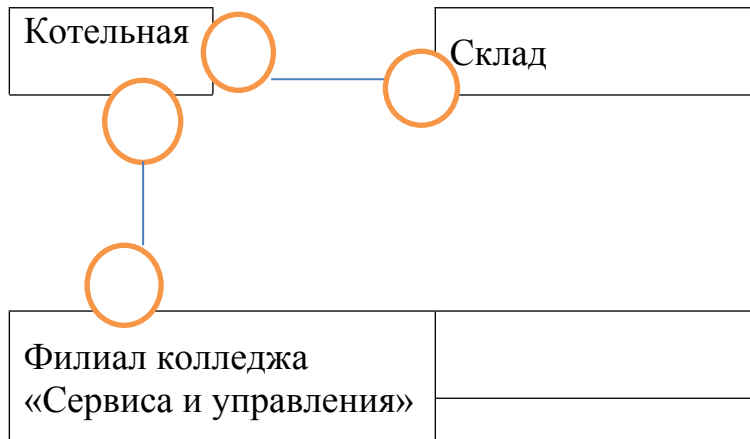 Котельная
Склад
Филиал колледжа
«Сервиса и управления»